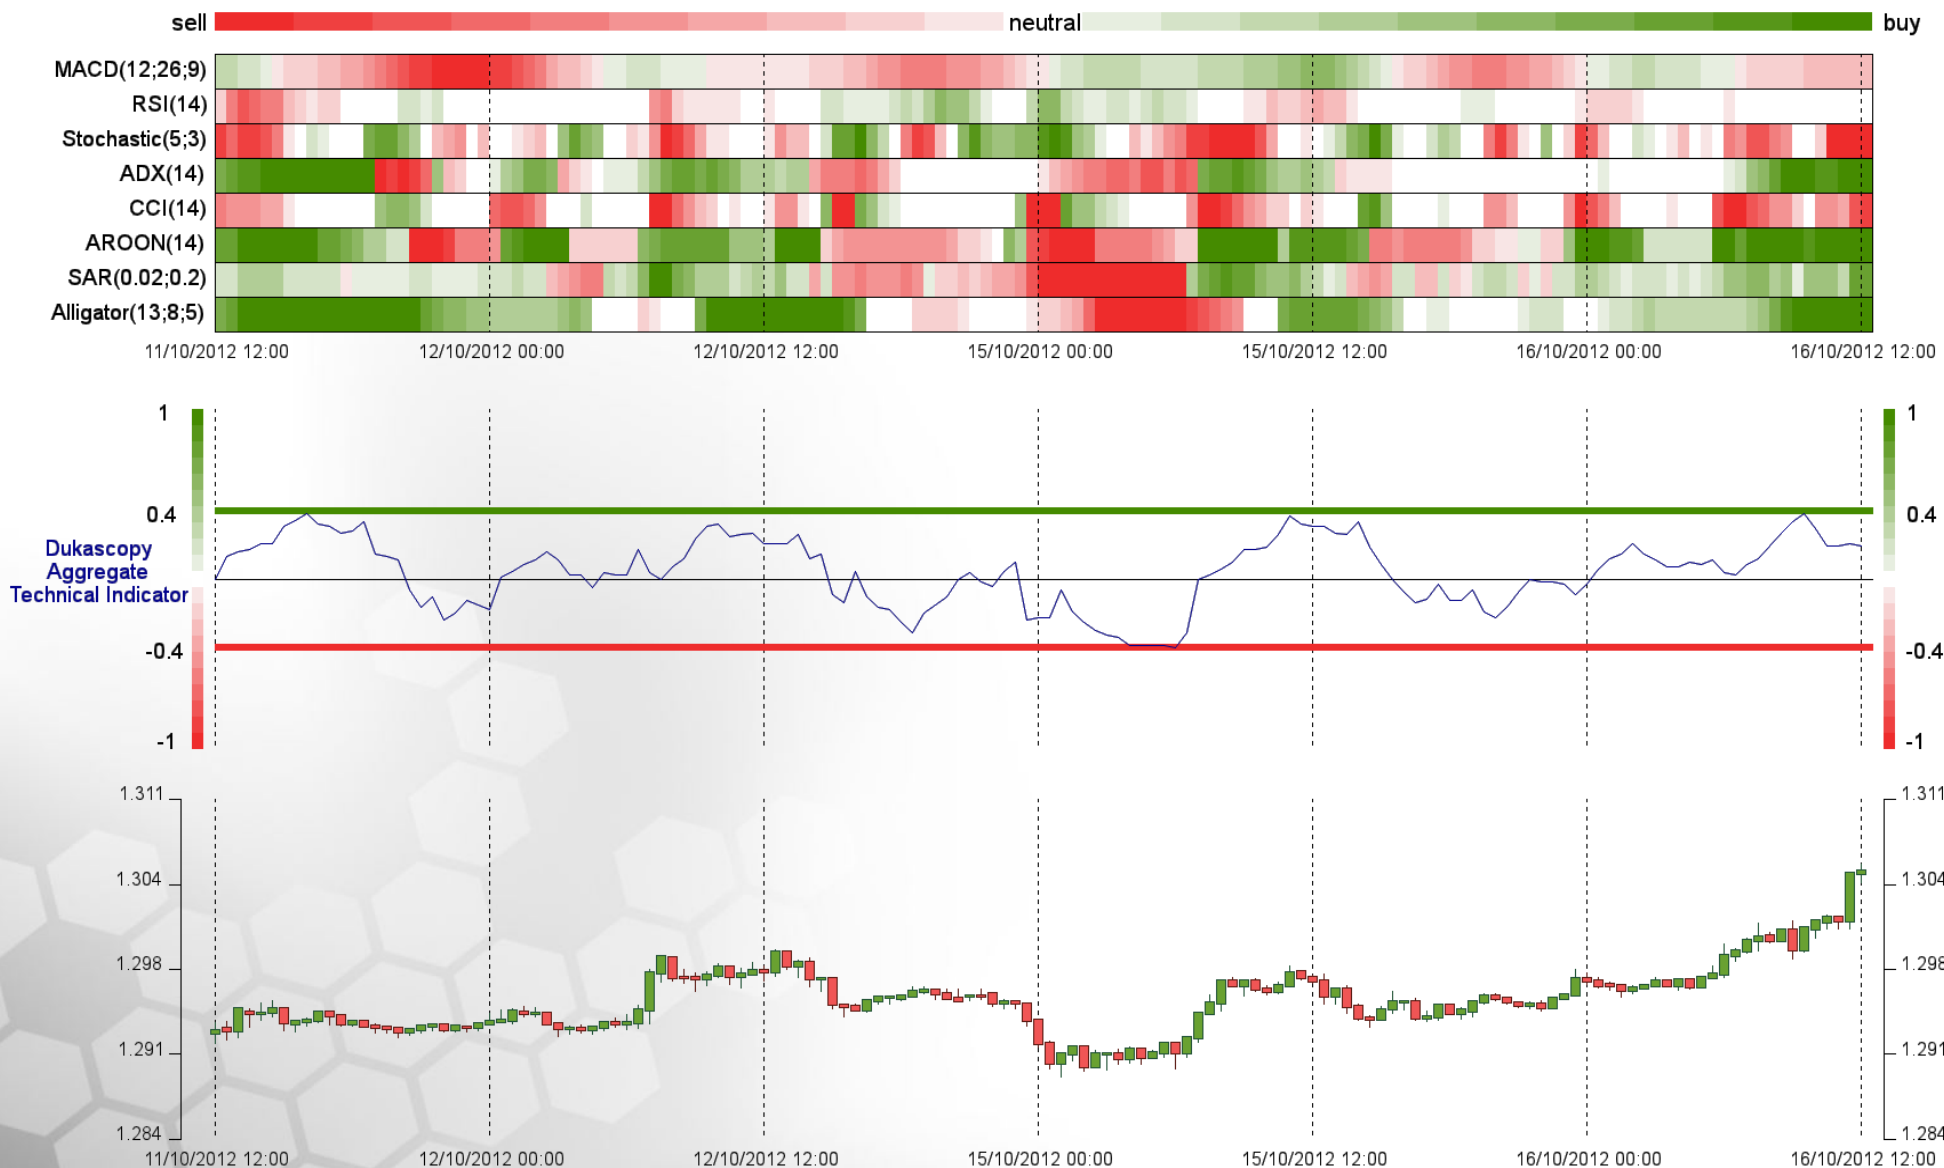 sell neutral buy
MACD(12;26;9)
RSI(14)
Stochastic(5;3)
ADX(14)
CCI(14)
AROON(14)
SAR(0.02;0.2)
Alligator(13;8;5)
11/10/2012 12:00 12/10/2012 00:00 12/10/2012 12:00 15/10/2012 00:00 15/10/2012 12:00 16/10/2012 00:00 16/10/2012 12:00
1 1
0.4 0.4
Dukascopy
Aggregate
Technical Indicator
-0.4 -0.4
-1 -1
1.311 1.311
1.304 1.304
1.298 1.298
1.291 1.291
1.284 1.284
11/10/2012 12:00 12/10/2012 00:00 12/10/2012 12:00 15/10/2012 00:00 15/10/2012 12:00 16/10/2012 00:00 16/10/2012 12:00